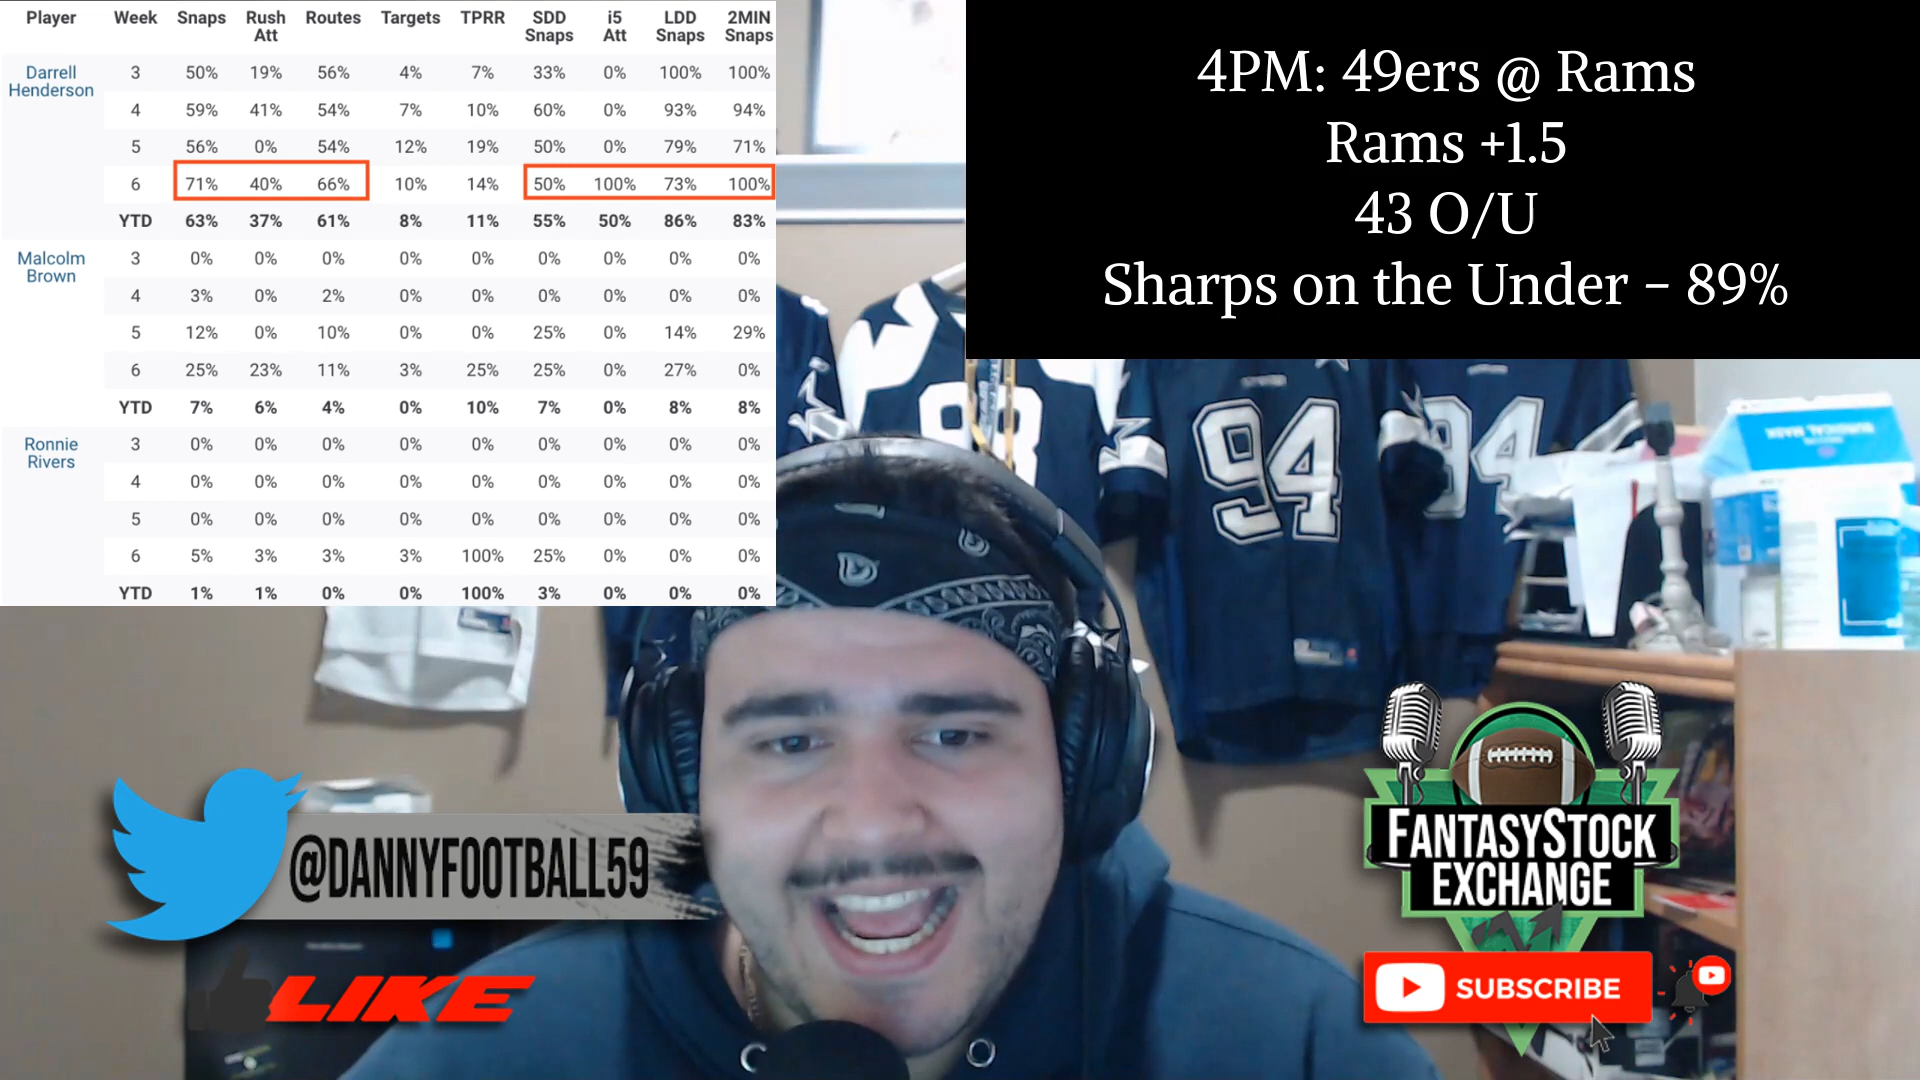 Player Week Snaps Rush Att Routes Targets TPRR SDD Snaps i5 Att LDD Snaps 2MIN Snaps
Darrell Henderson 3 50% 19% 56% 4% 7% 33% 0% 100% 100%
4 59% 41% 54% 7% 10% 60% 0% 93% 94%
5 56% 0% 54% 12% 19% 50% 0% 79% 71%
6 71% 40% 66% 10% 14% 50% 100% 73% 100%
YTD 63% 37% 61% 8% 11% 55% 50% 86% 83%
Malcolm Brown 3 0% 0% 0% 0% 0% 0% 0% 0% 0%
4 3% 0% 2% 0% 0% 0% 0% 0% 0%
5 12% 0% 10% 0% 0% 25% 0% 14% 29%
6 25% 23% 11% 3% 25% 25% 0% 27% 0%
YTD 7% 6% 4% 0% 10% 7% 0% 8% 8%
Ronnie Rivers 3 0% 0% 0% 0% 0% 0% 0% 0% 0%
4 0% 0% 0% 0% 0% 0% 0% 0% 0%
5 0% 0% 0% 0% 0% 0% 0% 0% 0%
6 5% 3% 3% 3% 100% 25% 0% 0% 0%
YTD 1% 1% 0% 0% 100% 3% 0% 0% 0%
4PM: 49ers @ Rams
Rams +1.5
43 O/U
Sharps on the Under - 89%
98
94
94
SURGICAL MASK
@DANNYFOOTBALL59
LIKE
FANTASYSTOCK
EXCHANGE
SUBSCRIBE